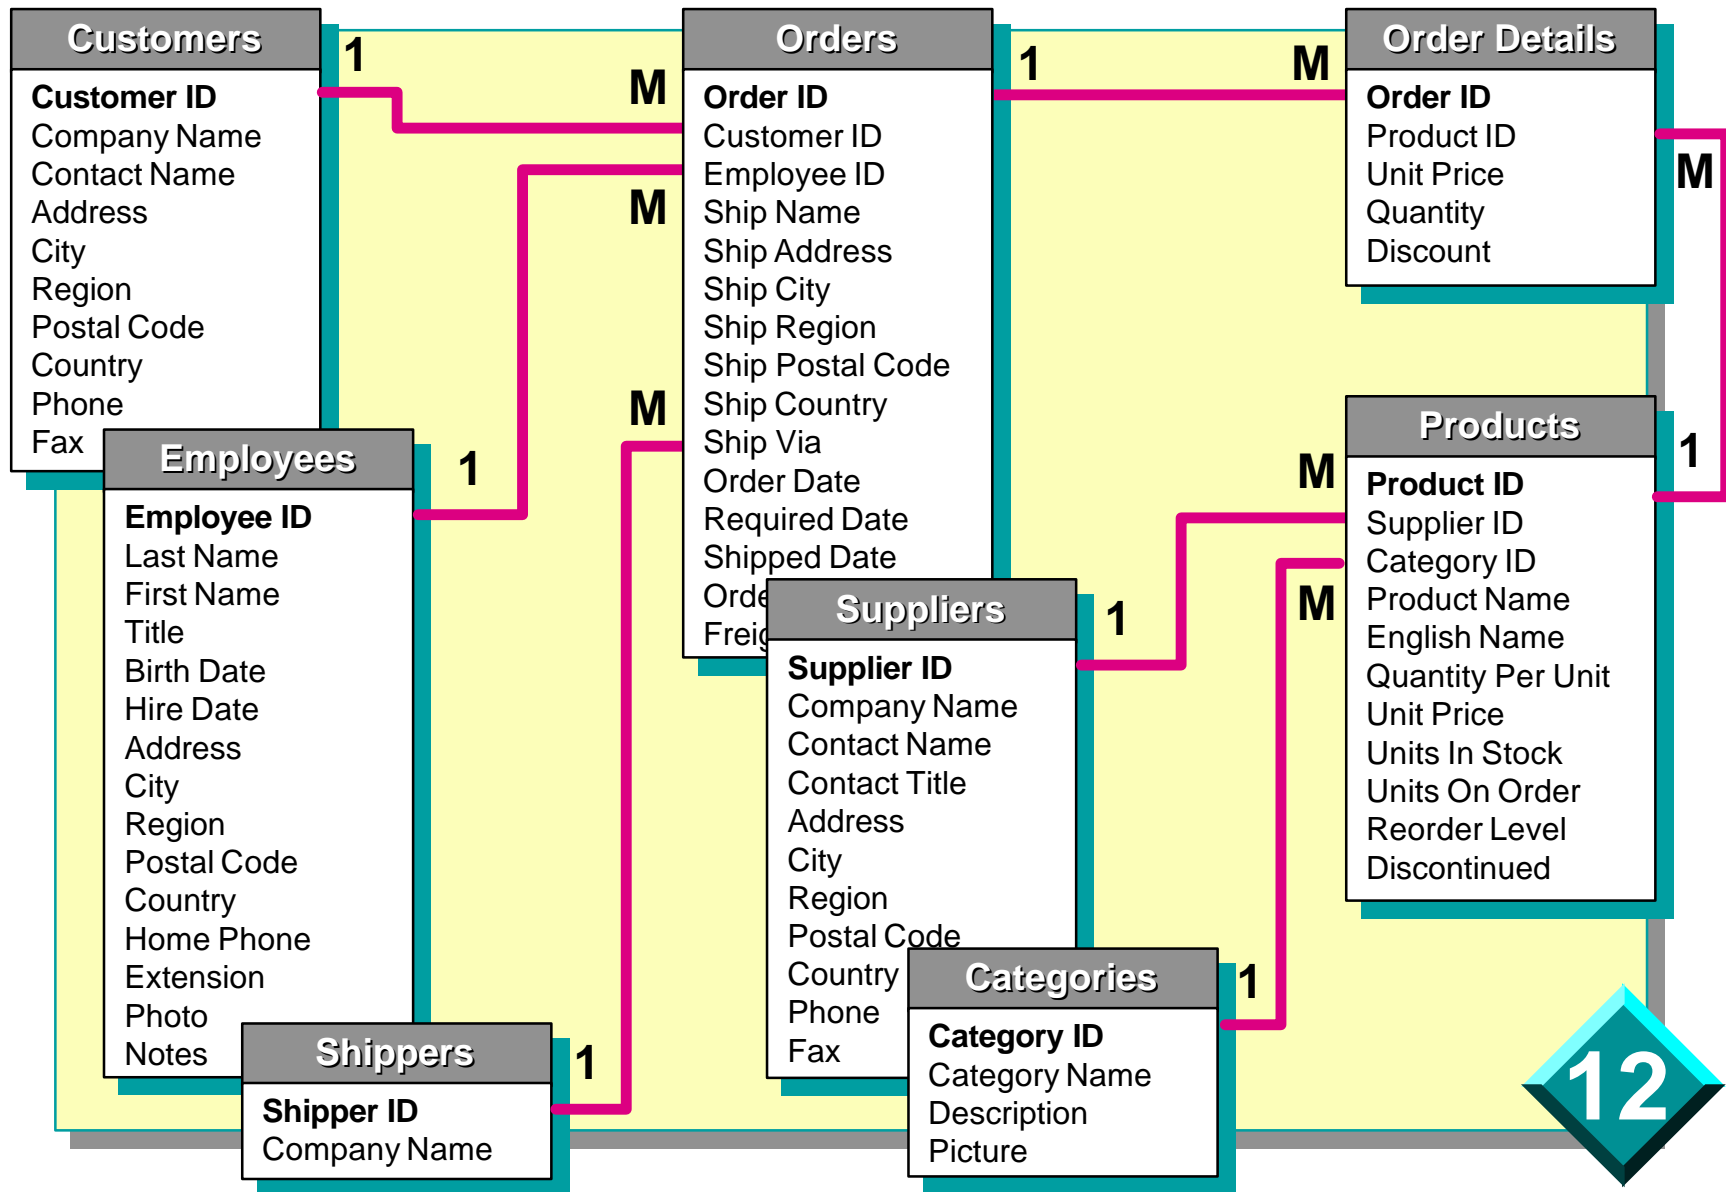 Customers
Customer ID
Company Name
Contact Name
Address
City
Region
Postal Code
Country
Phone
Fax
1
M
Orders
Order ID
Customer ID
Employee ID
Ship Name
Ship Address
Ship City
Ship Region
Ship Postal Code
Ship Country
Ship Via
Order Date
Required Date
Shipped Date
1
M
Order Details
Order ID
Product ID
Unit Price
Quantity
Discount
M
M
M
Employees
Employee ID
Last Name
First Name
Title
Birth Date
Hire Date
Address
City
Region
Postal Code
Country
Home Phone
Extension
Photo
Notes
1
Products
Product ID
Supplier ID
Category ID
Product Name
English Name
Quantity Per Unit
Unit Price
Units In Stock
Units On Order
Reorder Level
Discontinued
1
M
M
Suppliers
Supplier ID
Company Name
Contact Name
Contact Title
Address
City
Region
Postal Code
Country
Phone
Fax
1
Categories
Category ID
Category Name
Description
Picture
1
Shippers
Shipper ID
Company Name
1
12